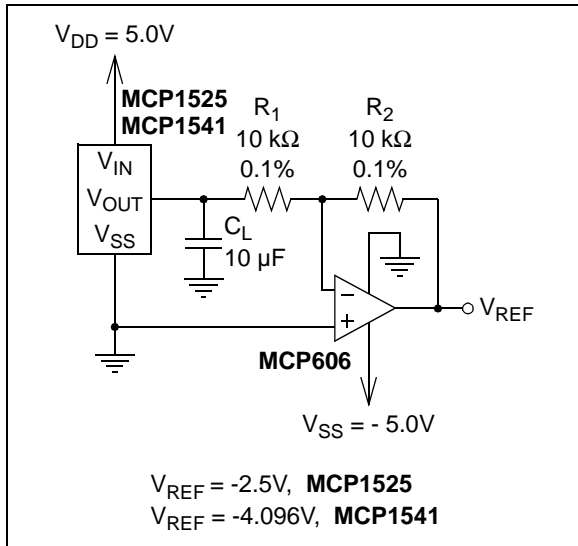 V_DD = 5.0V
MCP1525
MCP1541
R_1
10 kΩ
0.1%
R_2
10 kΩ
0.1%
V_IN
V_OUT
V_SS
C_L
10 µF
–
+
V_REF
MCP606
V_SS = - 5.0V
V_REF = -2.5V, MCP1525
V_REF = -4.096V, MCP1541